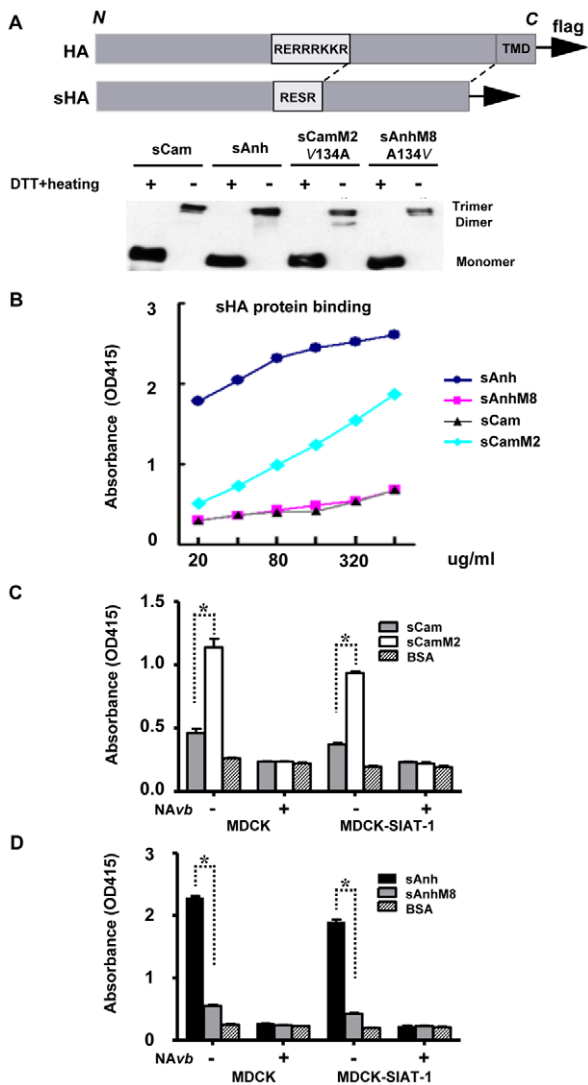 A
N
C
flag
HA
RERRRKKR
TMD
sHA
RESR
sCam sAnh sCamM2 sAnhM8
V134A A134V
DTT+heating + - + - + - + -
Trimer
Dimer
Monomer
B
sHA protein binding
Absorbance (OD415)
3
2
1
0
20 80 320 ug/ml
sAnh
sAnhM8
sCam
sCamM2
C
Absorbance (OD415)
1.5
1.0
0.5
0.0
*
*
sCam
sCamM2
BSA
NAvb - + - +
MDCK MDCK-SIAT-1
D
Absorbance (OD415)
3
2
1
0
*
*
sAnh
sAnhM8
BSA
NAvb - + - +
MDCK MDCK-SIAT-1